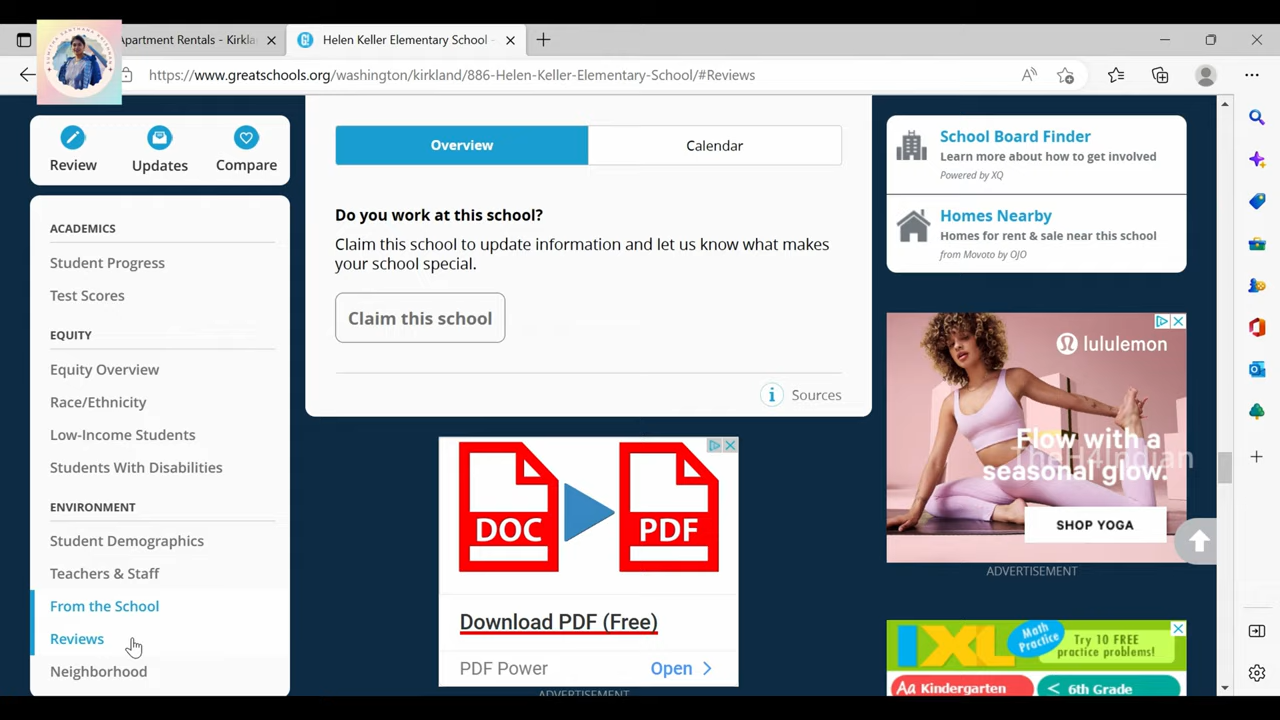 Apartment Rentals - Kirkla
Helen Keller Elementary School -
https://www.greatschools.org/washington/kirkland/886-Helen-Keller-Elementary-School/#Reviews
Review
Updates
Compare
ACADEMICS
Student Progress
Test Scores
EQUITY
Equity Overview
Race/Ethnicity
Low-Income Students
Students With Disabilities
ENVIRONMENT
Student Demographics
Teachers & Staff
From the School
Reviews
Neighborhood
Overview
Calendar
Do you work at this school?
Claim this school to update information and let us know what makes
your school special.
Claim this school
i Sources
DOC
PDF
Download PDF (Free)
PDF Power
Open >
ADVERTISEMENT
School Board Finder
Learn more about how to get involved
Powered by XQ
Homes Nearby
Homes for rent & sale near this school
from Movoto by OJO
lululemon
Flow with a
seasonal glow.
TheH4Indian
SHOP YOGA
ADVERTISEMENT
IXL
Math
Practice
Try 10 FREE
practice problems!
Aa Kindergarten
< 6th Grade